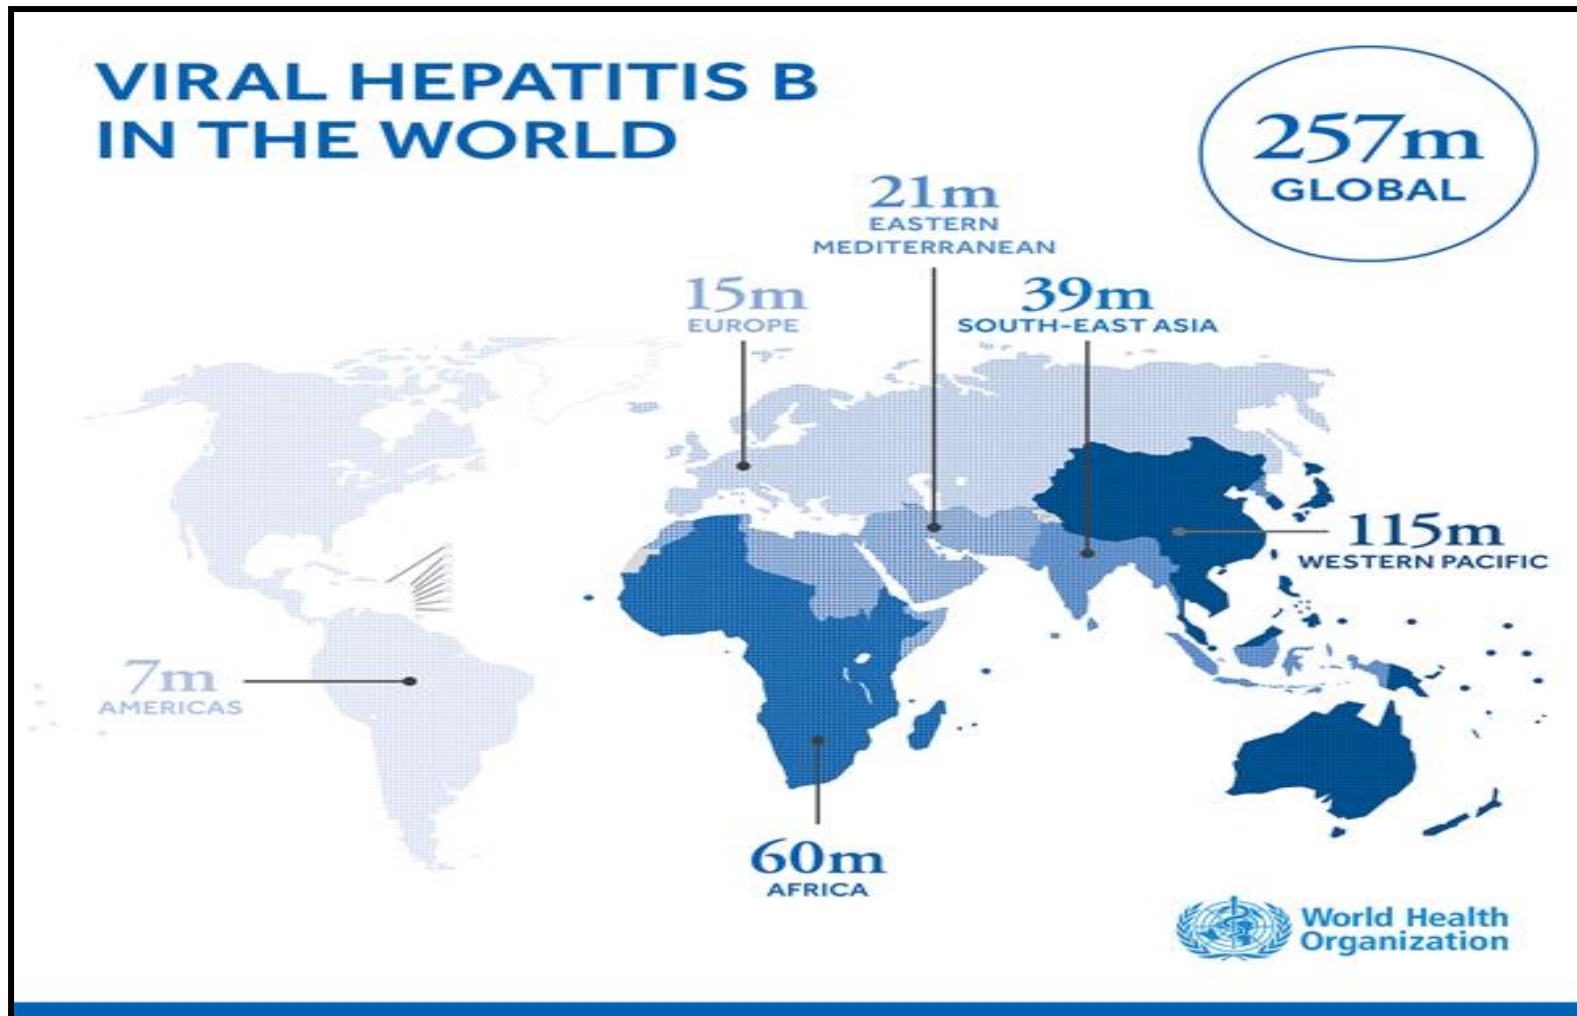 VIRAL HEPATITIS B
IN THE WORLD
257m
GLOBAL
21m
EASTERN
MEDITERRANEAN
15m
EUROPE
39m
SOUTH-EAST ASIA
115m
WESTERN PACIFIC
7m
AMERICAS
60m
AFRICA
World Health
Organization